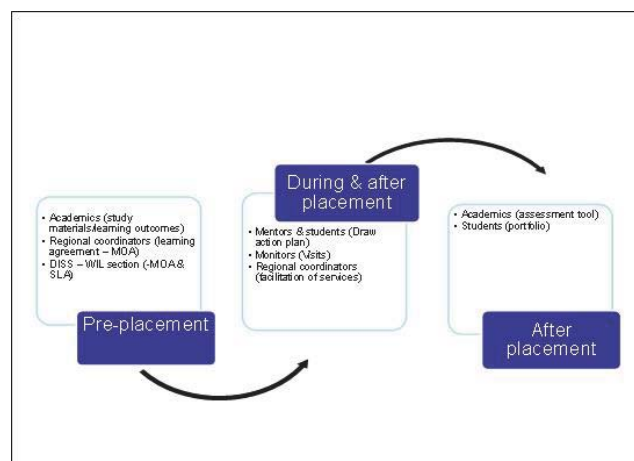 • Academics (study
materials/learning outcomes)
• Regional coordinators (learning
agreement – MOA)
• DISS – WIL section (-MOA &
SLA)
Pre-placement
During & after
placement
• Mentors & students (Draw
action plan)
• Monitors (Visits)
• Regional coordinators
(facilitation of services)
• Academics (assessment tool)
• Students (portfolio)
After
placement